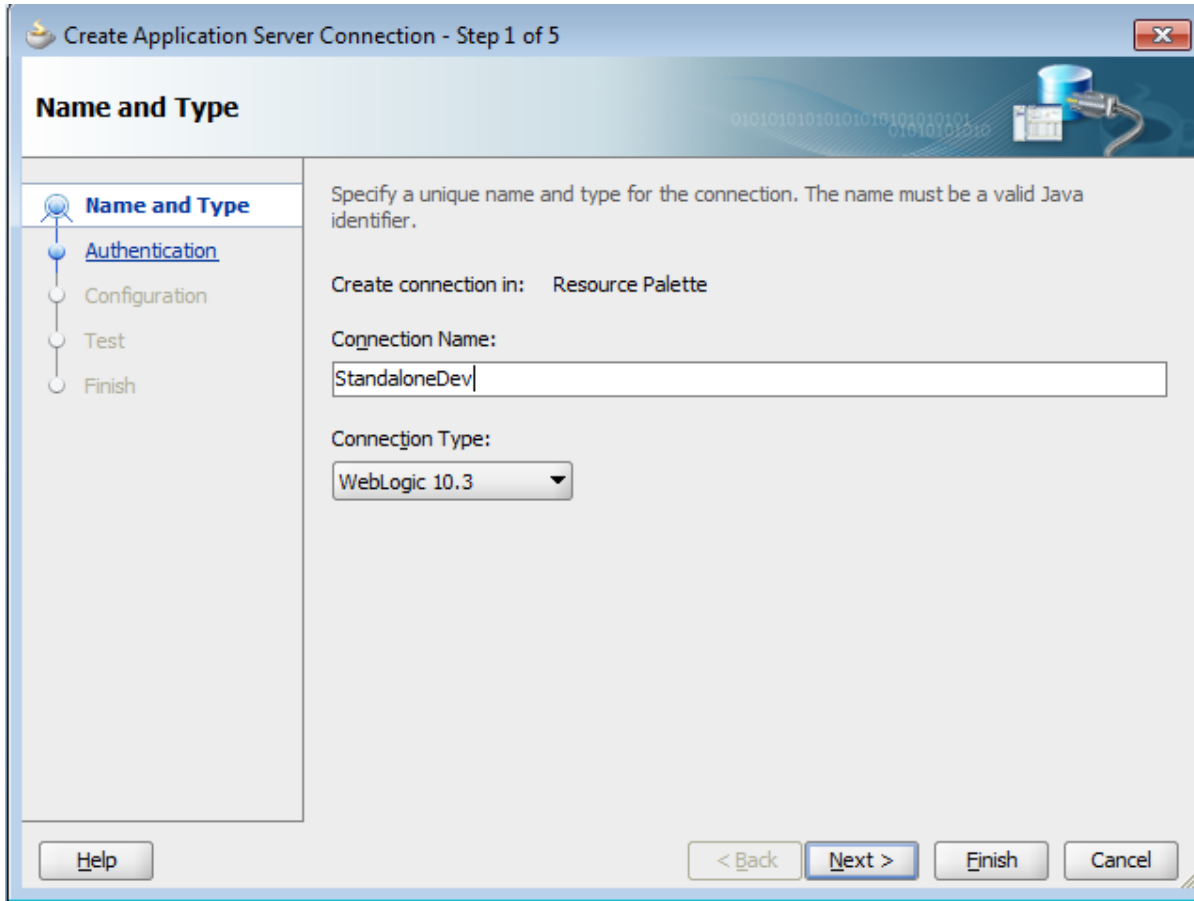 Create Application Server Connection - Step 1 of 5
Name and Type
010101010101010101010101
01010101010
Name and Type
Authentication
Configuration
Test
Finish
Specify a unique name and type for the connection. The name must be a valid Java
identifier.
Create connection in: Resource Palette
Connection Name:
StandaloneDev
Connection Type:
WebLogic 10.3
Help
< Back
Next >
Finish
Cancel